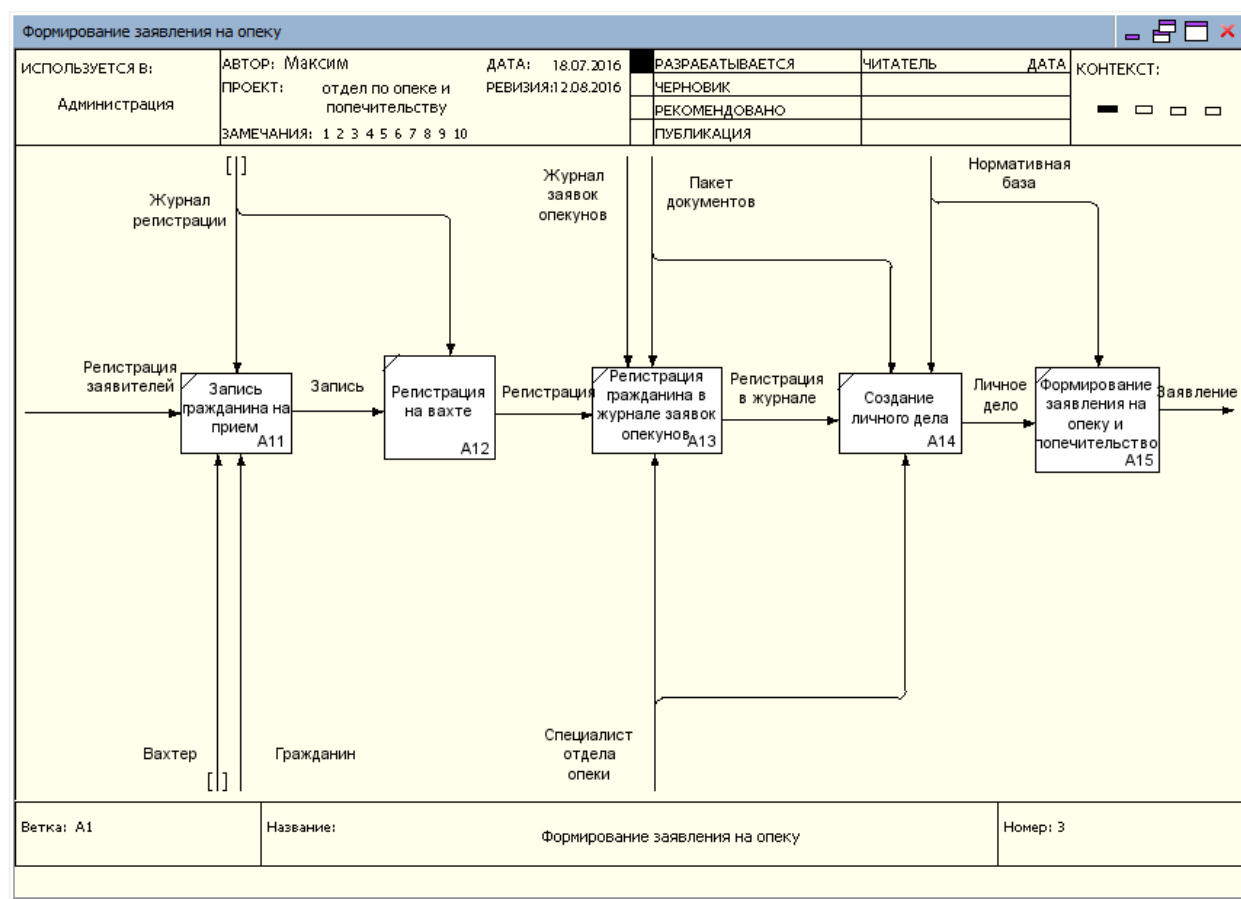 Формирование заявления на опеку
ИСПОЛЬЗУЕТСЯ В:
Администрация
АВТОР: Максим
ДАТА: 18.07.2016
ПРОЕКТ: отдел по опеке и
попечительству
РЕВИЗИЯ:12.08.2016
ЗАМЕЧАНИЯ: 1 2 3 4 5 6 7 8 9 10
РАЗРАБАТЫВАЕТСЯ
ЧЕРНОВИК
РЕКОМЕНДОВАНО
ПУБЛИКАЦИЯ
ЧИТАТЕЛЬ ДАТА
КОНТЕКСТ:
Журнал
регистрации
Журнал
заявок
опекунов
Пакет
документов
Нормативная
база
Регистрация
заявителей
Запись
гражданина на
прием
A11
Запись
Регистрация
на вахте
A12
Регистрация
Регистрация
гражданина в
журнале заявок
опекунов
A13
Регистрация
в журнале
Создание
личного дела
A14
Личное
дело
Формирование
заявления на
опеку и
попечительство
A15
Заявление
Вахтер
Гражданин
Специалист
отдела
опеки
Ветка: A1
Название:
Формирование заявления на опеку
Номер: 3